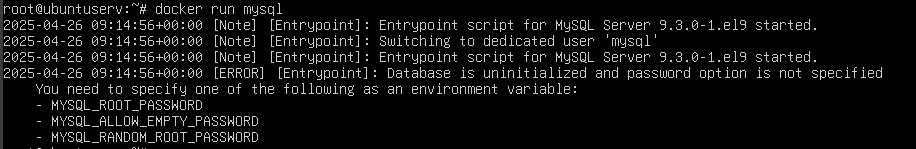 root@ubuntuserv:~# docker run mysql
2025-04-26 09:14:56+00:00 [Note] [Entrypoint]: Entrypoint script for MySQL Server 9.3.0-1.el9 started.
2025-04-26 09:14:56+00:00 [Note] [Entrypoint]: Switching to dedicated user 'mysql'
2025-04-26 09:14:56+00:00 [Note] [Entrypoint]: Entrypoint script for MySQL Server 9.3.0-1.el9 started.
2025-04-26 09:14:56+00:00 [ERROR] [Entrypoint]: Database is uninitialized and password option is not specified
    You need to specify one of the following as an environment variable:
    - MYSQL_ROOT_PASSWORD
    - MYSQL_ALLOW_EMPTY_PASSWORD
    - MYSQL_RANDOM_ROOT_PASSWORD